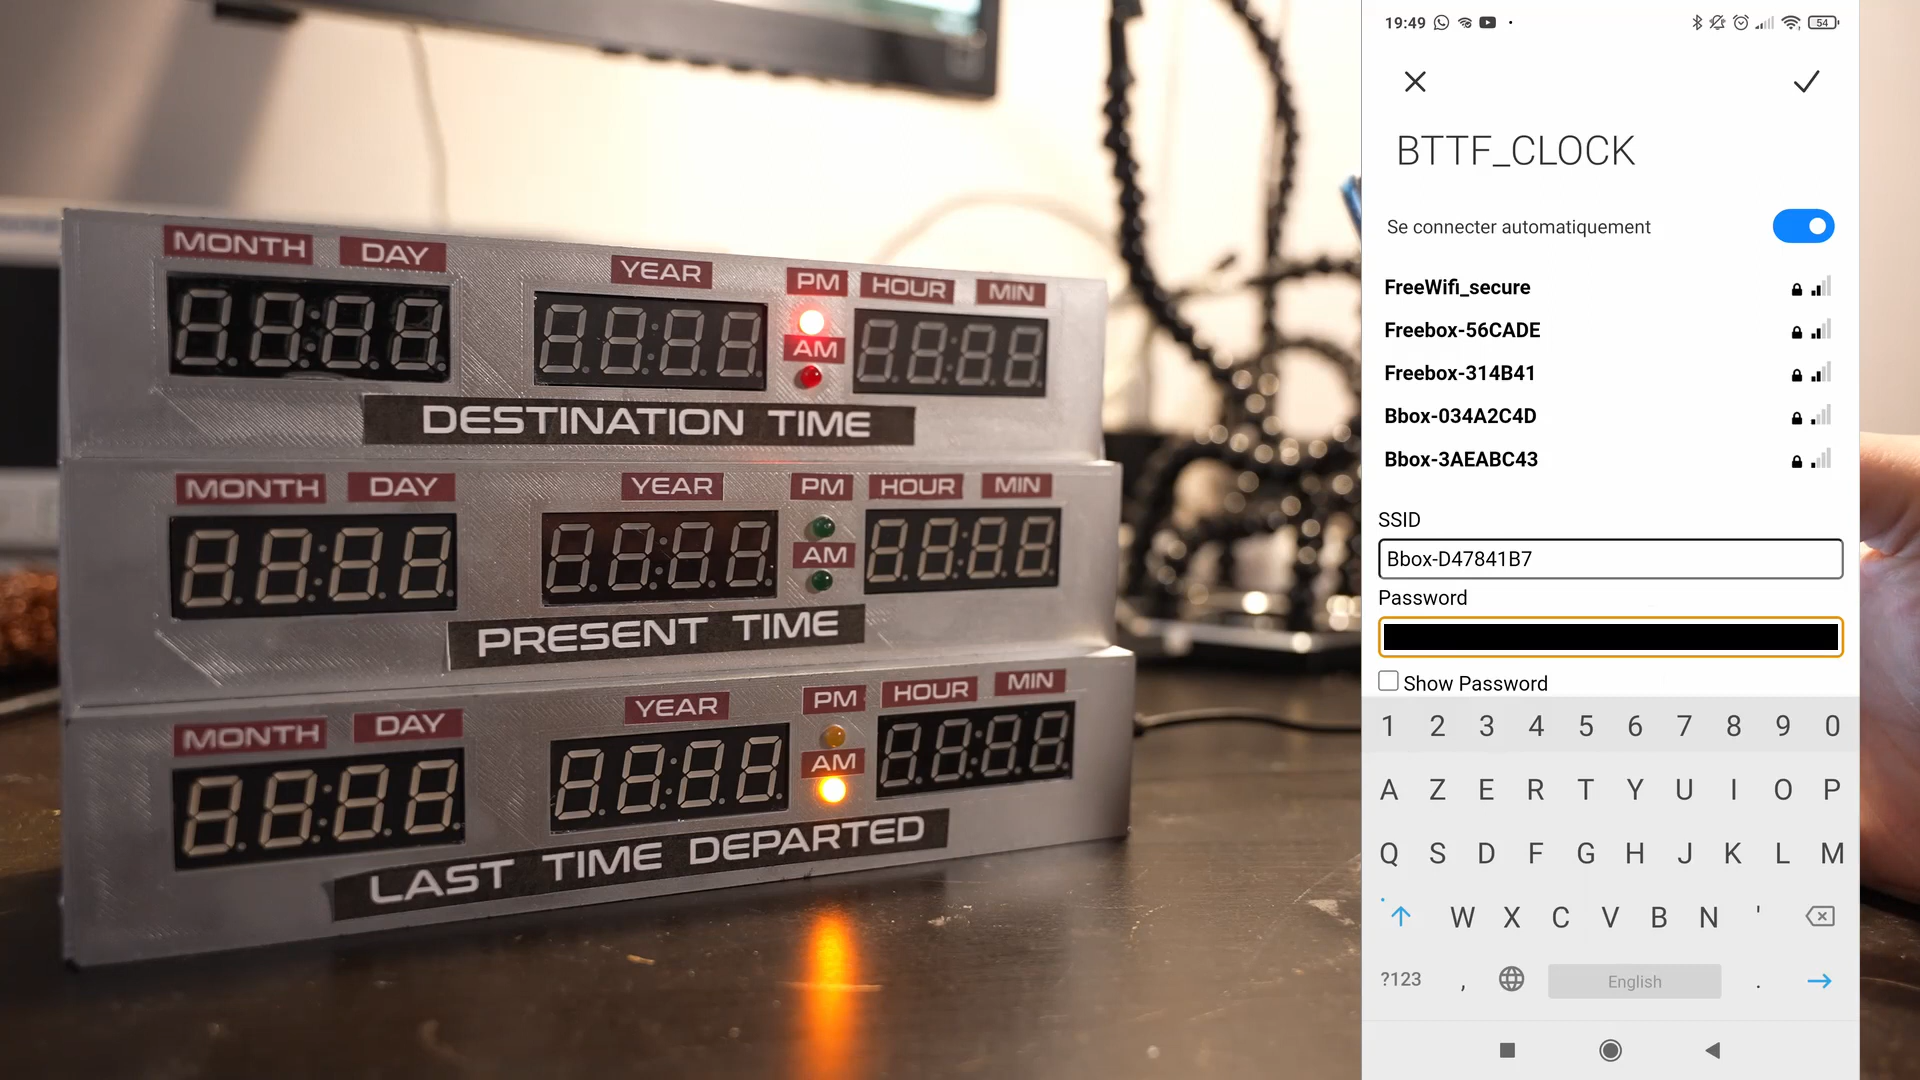 MONTH DAY YEAR PM HOUR MIN
AM
DESTINATION TIME
MONTH DAY YEAR PM HOUR MIN
AM
PRESENT TIME
MONTH DAY YEAR PM HOUR MIN
AM
LAST TIME DEPARTED
19:49 54
BTTF_CLOCK
Se connecter automatiquement
FreeWifi_secure
Freebox-56CADE
Freebox-314B41
Bbox-034A2C4D
Bbox-3AEABC43
SSID
Bbox-D47841B7
Password
Show Password
1 2 3 4 5 6 7 8 9 0
A Z E R T Y U I O P
Q S D F G H J K L M
W X C V B N '
?123 , English .